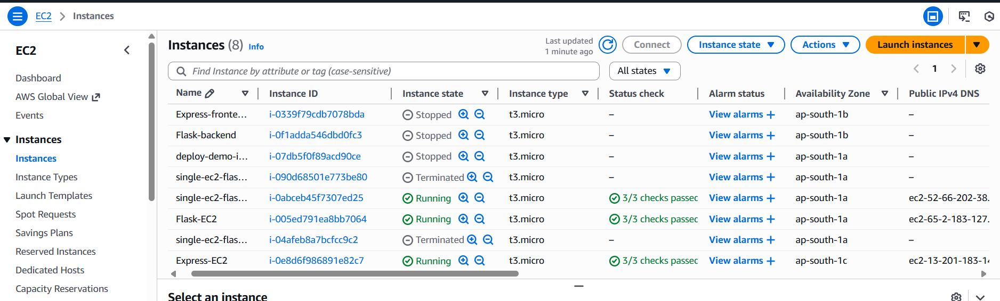 EC2 > Instances
EC2
Dashboard
AWS Global View
Events
Instances
Instances
Instance Types
Launch Templates
Spot Requests
Savings Plans
Reserved Instances
Dedicated Hosts
Capacity Reservations
Instances (8) Info
Last updated
1 minute ago
Connect
Instance state
Actions
Launch instances
Find Instance by attribute or tag (case-sensitive)
All states
1
Name Instance ID Instance state Instance type Status check Alarm status Availability Zone Public IPv4 DNS
Express-fronte... i-0339f79cdb7078bda Stopped t3.micro – View alarms + ap-south-1b –
Flask-backend i-0f1adda546dbd0fc3 Stopped t3.micro – View alarms + ap-south-1b –
deploy-demo-i... i-07db5f0f89acd90ce Stopped t3.micro – View alarms + ap-south-1a –
single-ec2-flas... i-090d68501e773be80 Terminated t3.micro – View alarms + ap-south-1a –
single-ec2-flas... i-0abceb45f7307ed25 Running t3.micro 3/3 checks passed View alarms + ap-south-1a ec2-52-66-202-38.
Flask-EC2 i-005ed791ea8bb7064 Running t3.micro 3/3 checks passed View alarms + ap-south-1a ec2-65-2-183-127.
single-ec2-flas... i-04afeb8a7bcfcc9c2 Terminated t3.micro – View alarms + ap-south-1a –
Express-EC2 i-0e8d6f986891e82c7 Running t3.micro 3/3 checks passed View alarms + ap-south-1c ec2-13-201-183-14
Select an instance